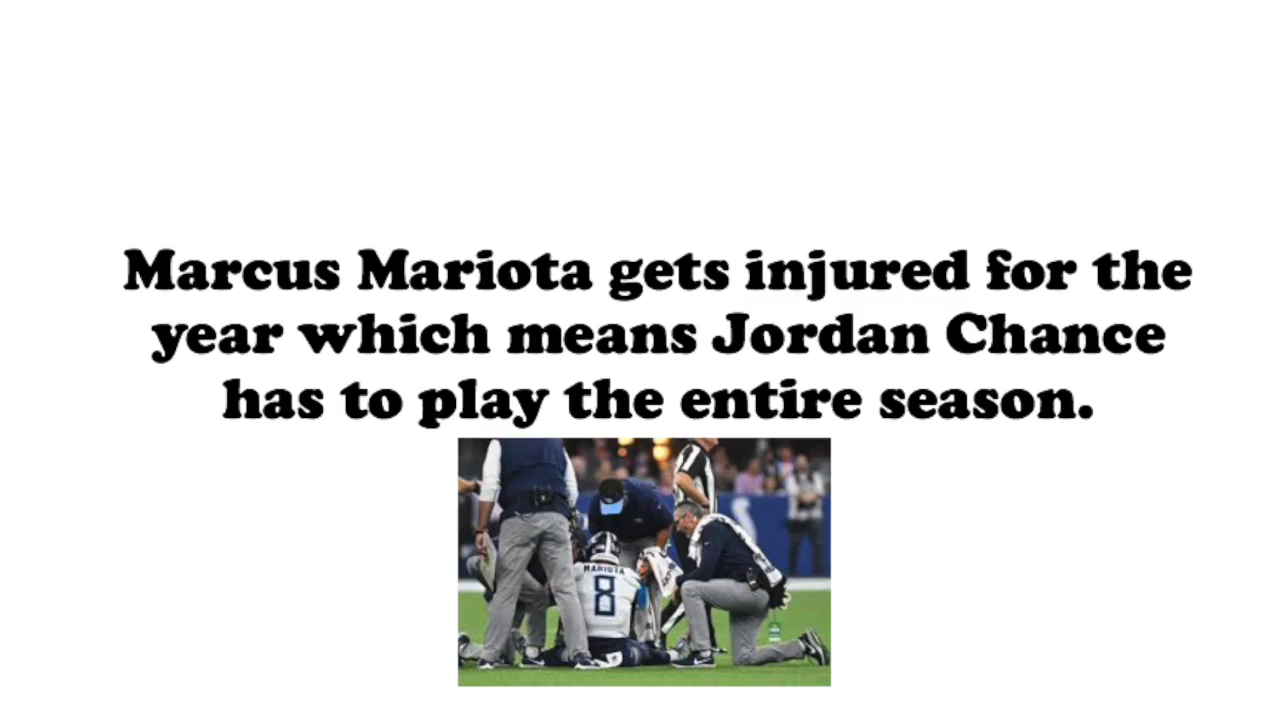 Marcus Mariota gets injured for the
year which means Jordan Chance
has to play the entire season.
MARIOTA
8